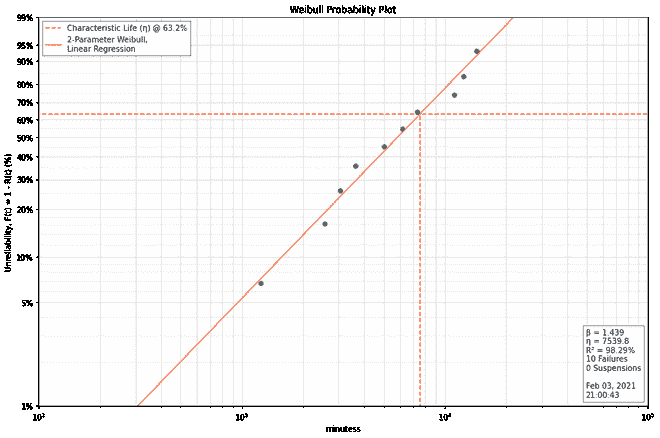 Weibull Probability Plot
Characteristic Life (η) @ 63.2%
2-Parameter Weibull,
Linear Regression
99%
95%
90%
80%
70%
60%
50%
40%
30%
20%
10%
5%
1%
Unreliability, F(t) = 1 - R(t) (%)
β = 1.439
η = 7539.8
R² = 98.29%
10 Failures
0 Suspensions
Feb 03, 2021
21:00:43
10²
10³
10⁴
10⁵
minutess